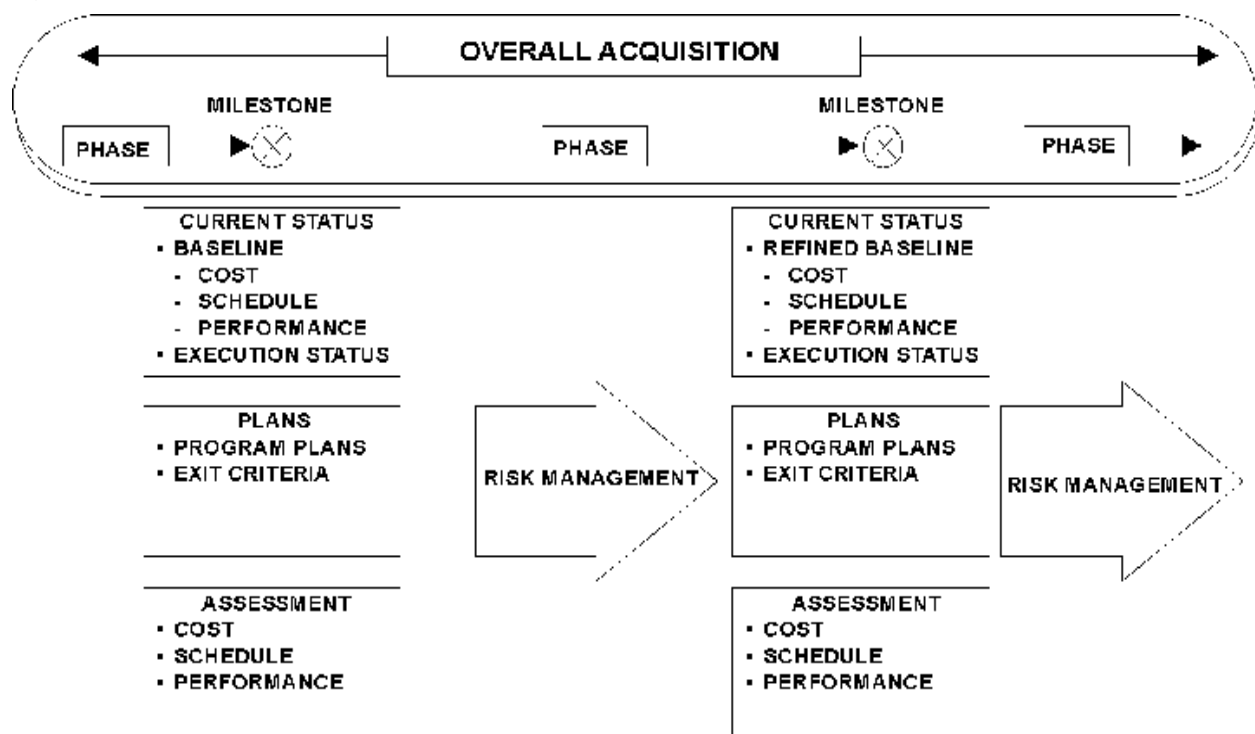 OVERALL ACQUISITION
MILESTONE
MILESTONE
PHASE
PHASE
PHASE
CURRENT STATUS
▪ BASELINE
- COST
- SCHEDULE
- PERFORMANCE
▪ EXECUTION STATUS
PLANS
▪ PROGRAM PLANS
▪ EXIT CRITERIA
ASSESSMENT
▪ COST
▪ SCHEDULE
▪ PERFORMANCE
RISK MANAGEMENT
CURRENT STATUS
▪ REFINED BASELINE
- COST
- SCHEDULE
- PERFORMANCE
▪ EXECUTION STATUS
PLANS
▪ PROGRAM PLANS
▪ EXIT CRITERIA
ASSESSMENT
▪ COST
▪ SCHEDULE
▪ PERFORMANCE
RISK MANAGEMENT